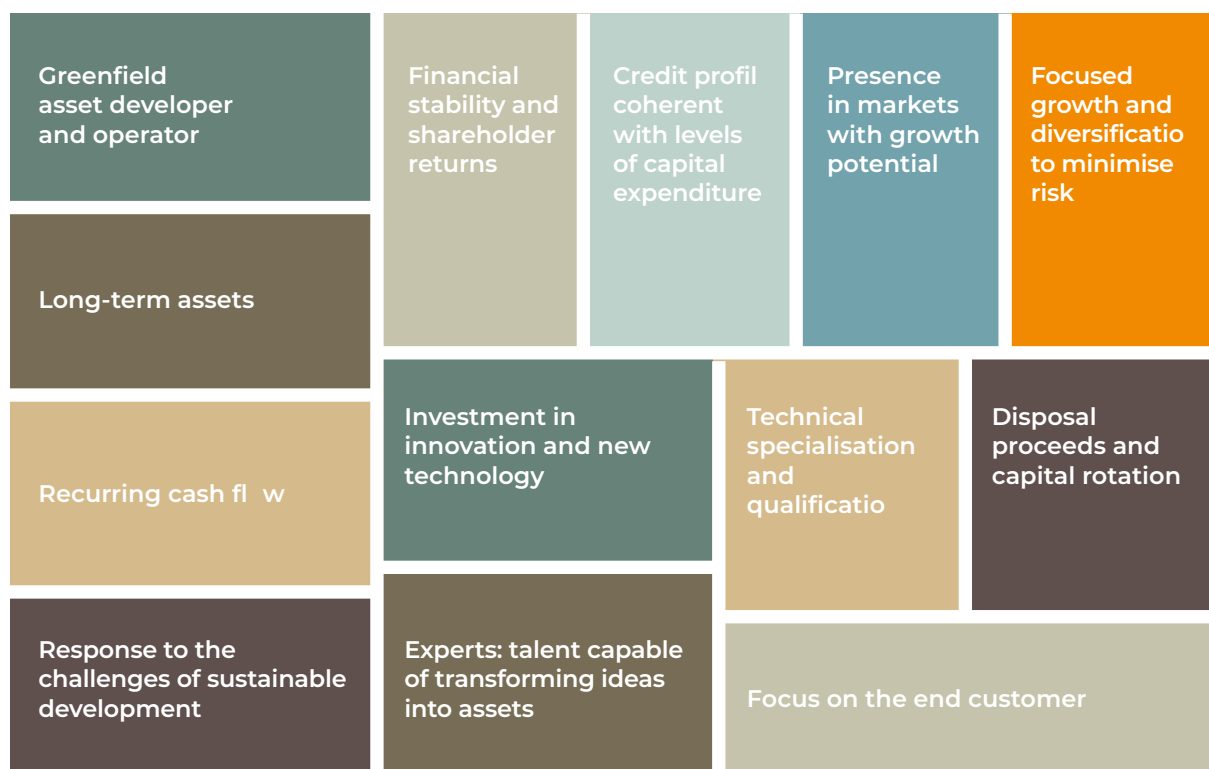 Greenfield
asset developer
and operator
Financial
stability and
shareholder
returns
Credit profil
coherent
with levels
of capital
expenditure
Presence
in markets
with growth
potential
Focused
growth and
diversificatio
to minimise
risk
Long-term assets
Recurring cash fl w
Response to the
challenges of sustainable
development
Investment in
innovation and new
technology
Experts: talent capable
of transforming ideas
into assets
Technical
specialisation
and
qualificatio
Disposal
proceeds and
capital rotation
Focus on the end customer